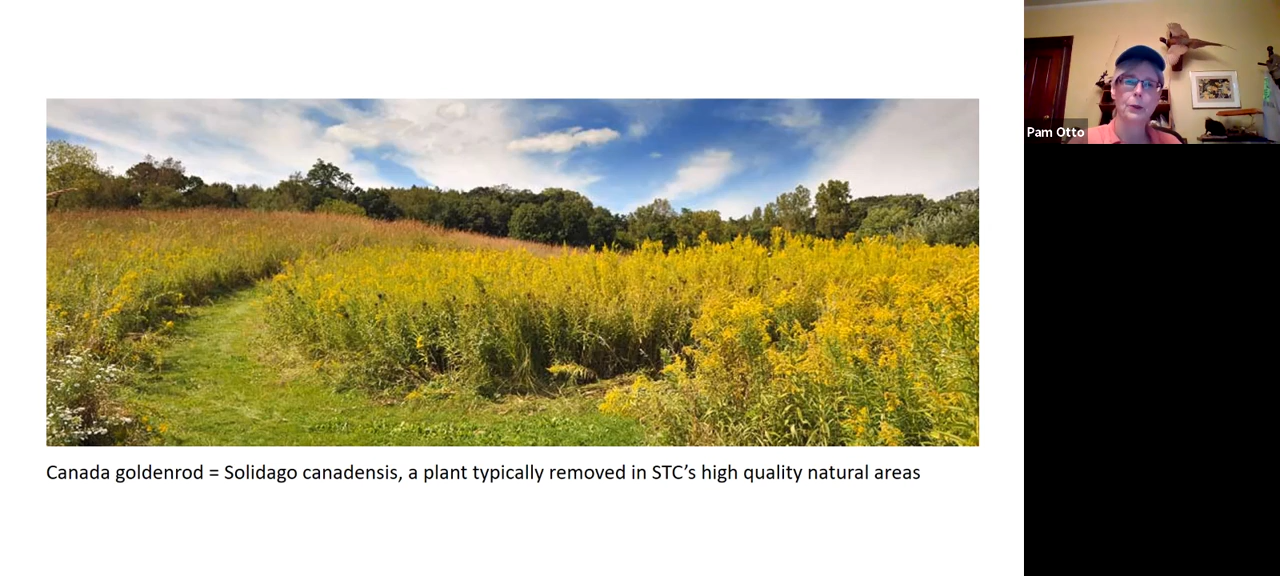 Pam Otto
Canada goldenrod = Solidago canadensis, a plant typically removed in STC’s high quality natural areas